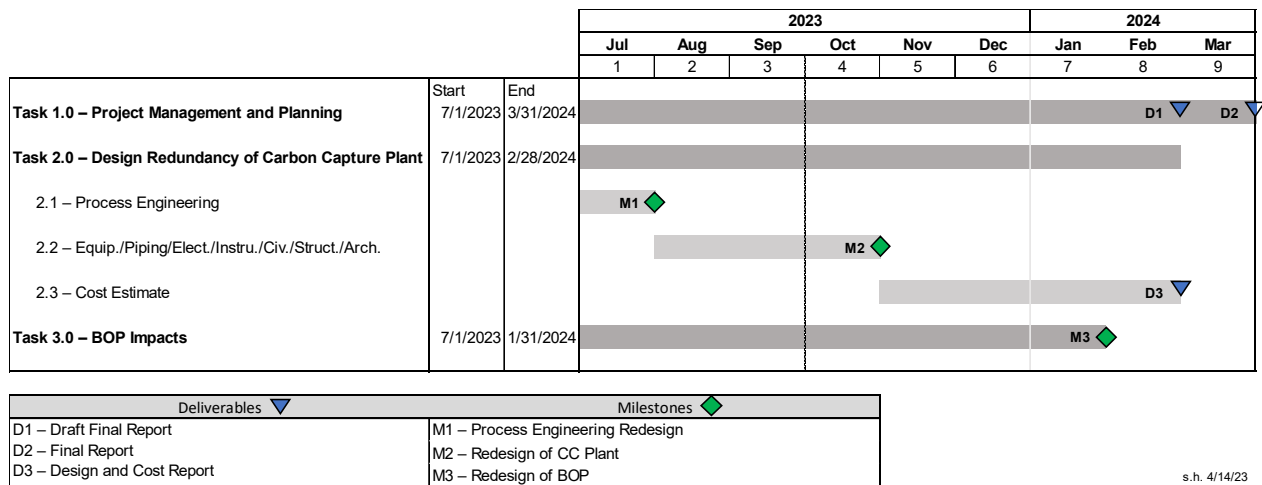 2023 2024
Jul Aug Sep Oct Nov Dec Jan Feb Mar
1 2 3 4 5 6 7 8 9
Start End
Task 1.0 – Project Management and Planning 7/1/2023 3/31/2024 D1 D2
Task 2.0 – Design Redundancy of Carbon Capture Plant 7/1/2023 2/28/2024
2.1 – Process Engineering M1
2.2 – Equip./Piping/Elect./Instru./Civ./Struct./Arch. M2
2.3 – Cost Estimate D3
Task 3.0 – BOP Impacts 7/1/2023 1/31/2024 M3
Deliverables Milestones
D1 – Draft Final Report M1 – Process Engineering Redesign
D2 – Final Report M2 – Redesign of CC Plant
D3 – Design and Cost Report M3 – Redesign of BOP
s.h. 4/14/23